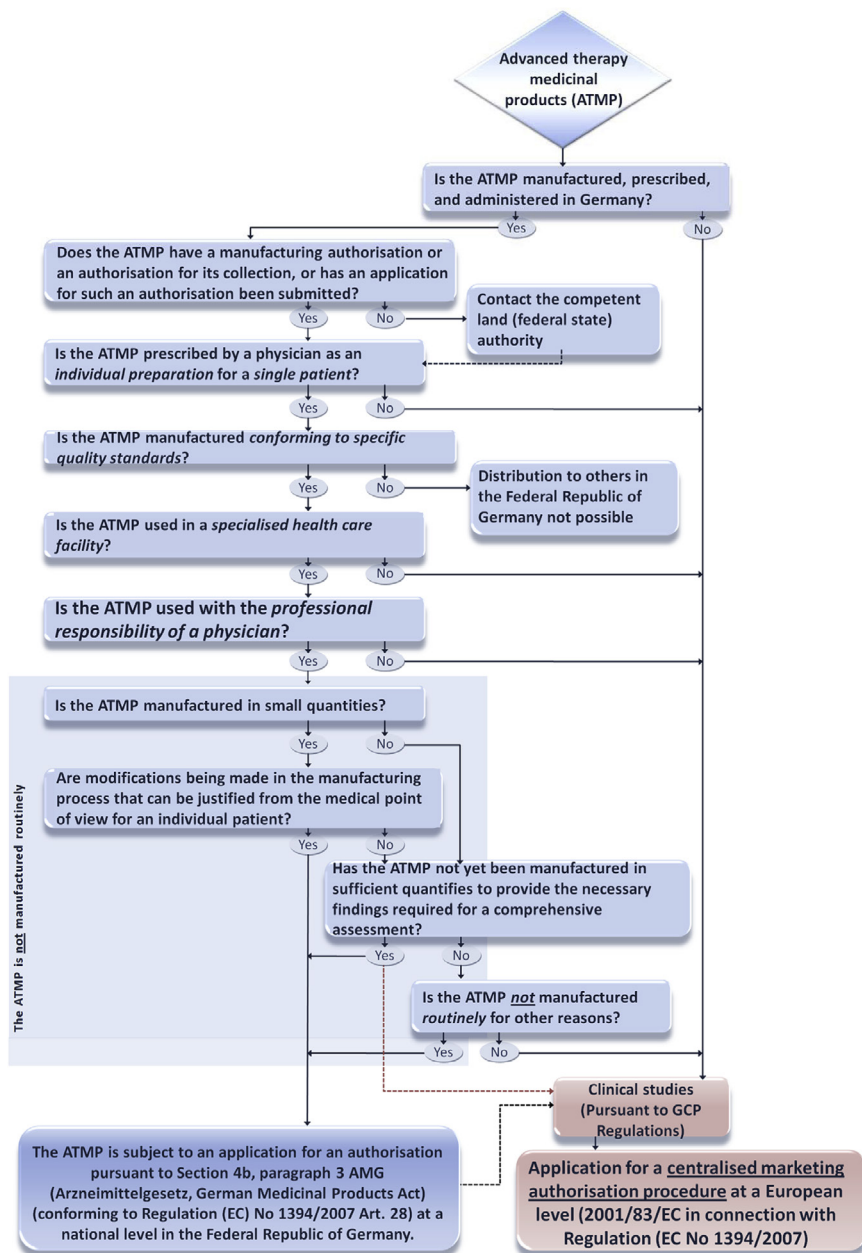 Advanced therapy
medicinal
products (ATMP)
Is the ATMP manufactured, prescribed,
and administered in Germany?
Yes
No
Does the ATMP have a manufacturing authorisation or
an authorisation for its collection, or has an application
for such an authorisation been submitted?
Yes
No
Contact the competent
land (federal state)
authority
Is the ATMP prescribed by a physician as an
individual preparation for a single patient?
Yes
No
Is the ATMP manufactured conforming to specific
quality standards?
Yes
No
Distribution to others in
the Federal Republic of
Germany not possible
Is the ATMP used in a specialised health care
facility?
Yes
No
Is the ATMP used with the professional
responsibility of a physician?
Yes
No
The ATMP is not manufactured routinely
Is the ATMP manufactured in small quantities?
Yes
No
Are modifications being made in the manufacturing
process that can be justified from the medical point
of view for an individual patient?
Yes
No
Has the ATMP not yet been manufactured in
sufficient quantifies to provide the necessary
findings required for a comprehensive
assessment?
Yes
No
Is the ATMP not manufactured
routinely for other reasons?
Yes
No
Clinical studies
(Pursuant to GCP
Regulations)
The ATMP is subject to an application for an authorisation
pursuant to Section 4b, paragraph 3 AMG
(Arzneimittelgesetz, German Medicinal Products Act)
(conforming to Regulation (EC) No 1394/2007 Art. 28) at a
national level in the Federal Republic of Germany.
Application for a centralised marketing
authorisation procedure at a European
level (2001/83/EC in connection with
Regulation (EC No 1394/2007)